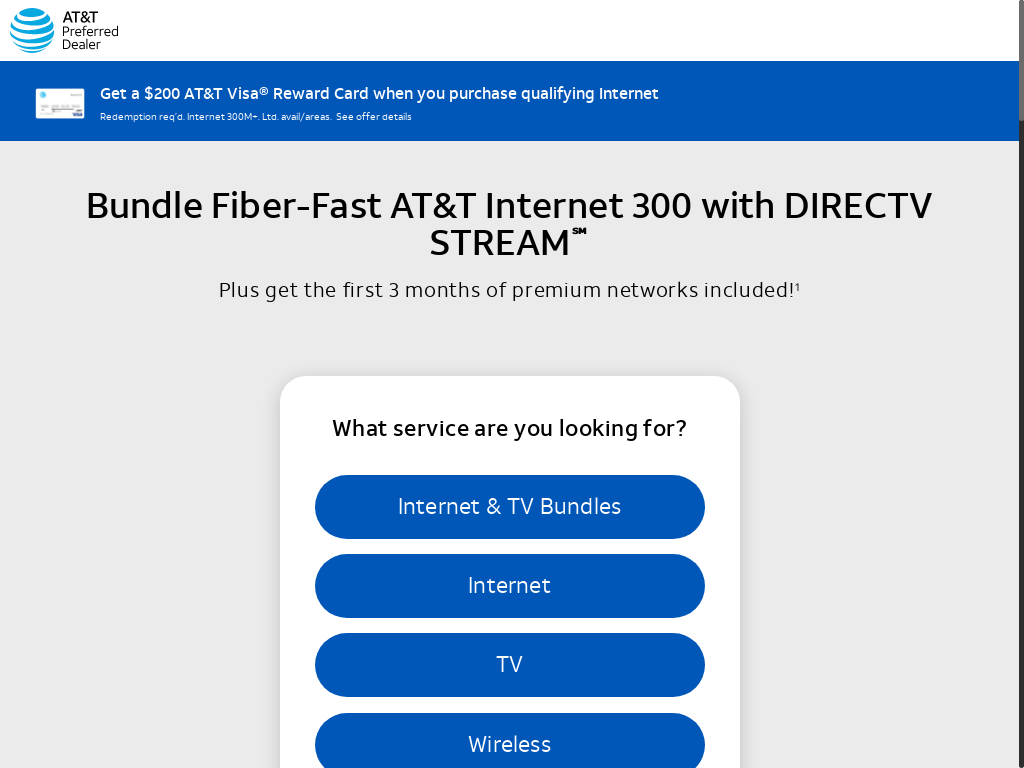 AT&T
Preferred
Dealer
Get a $200 AT&T Visa® Reward Card when you purchase qualifying Internet
Redemption req'd. Internet 300M+. Ltd. avail/areas. See offer details
Bundle Fiber-Fast AT&T Internet 300 with DIRECTV
STREAM℠
Plus get the first 3 months of premium networks included!¹
What service are you looking for?
Internet & TV Bundles
Internet
TV
Wireless